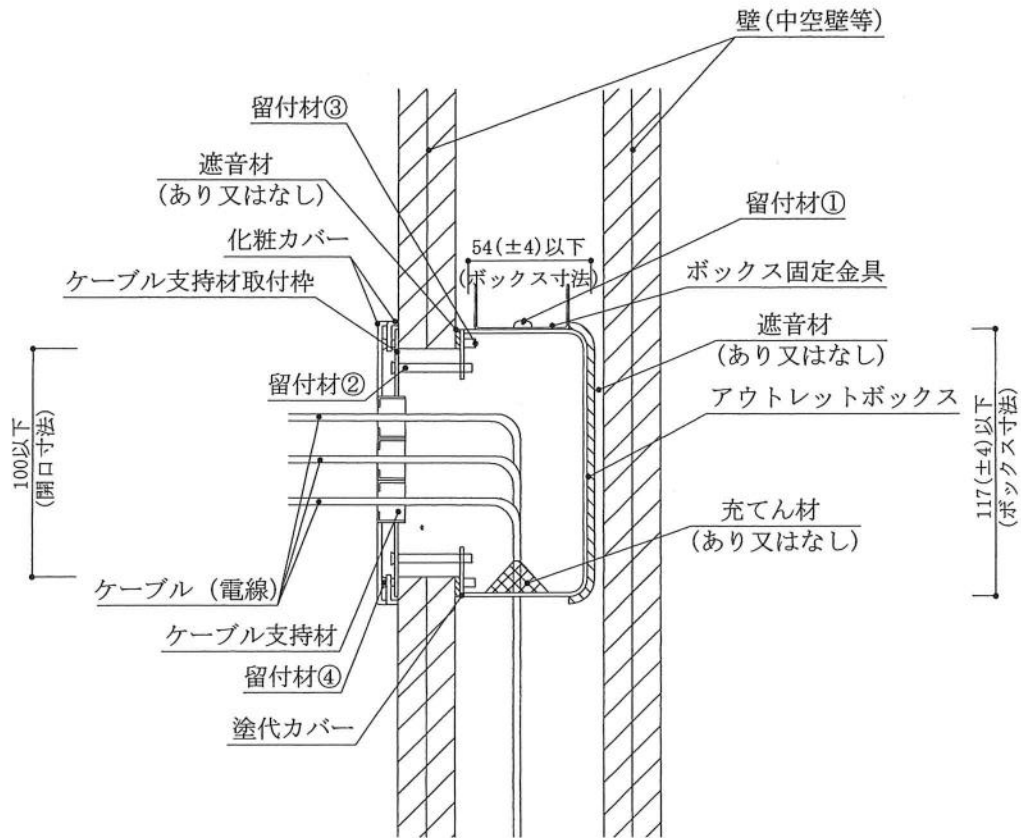 壁(中空壁等)
留付材③
遮音材
(あり又はなし)
留付材①
化粧カバー
54(±4)以下
(ボックス寸法)
ボックス固定金具
ケーブル支持材取付枠
遮音材
(あり又はなし)
留付材②
アウトレットボックス
100以下
(開口寸法)
117(±4)以下
(ボックス寸法)
充てん材
(あり又はなし)
ケーブル (電線)
ケーブル支持材
留付材④
塗代カバー